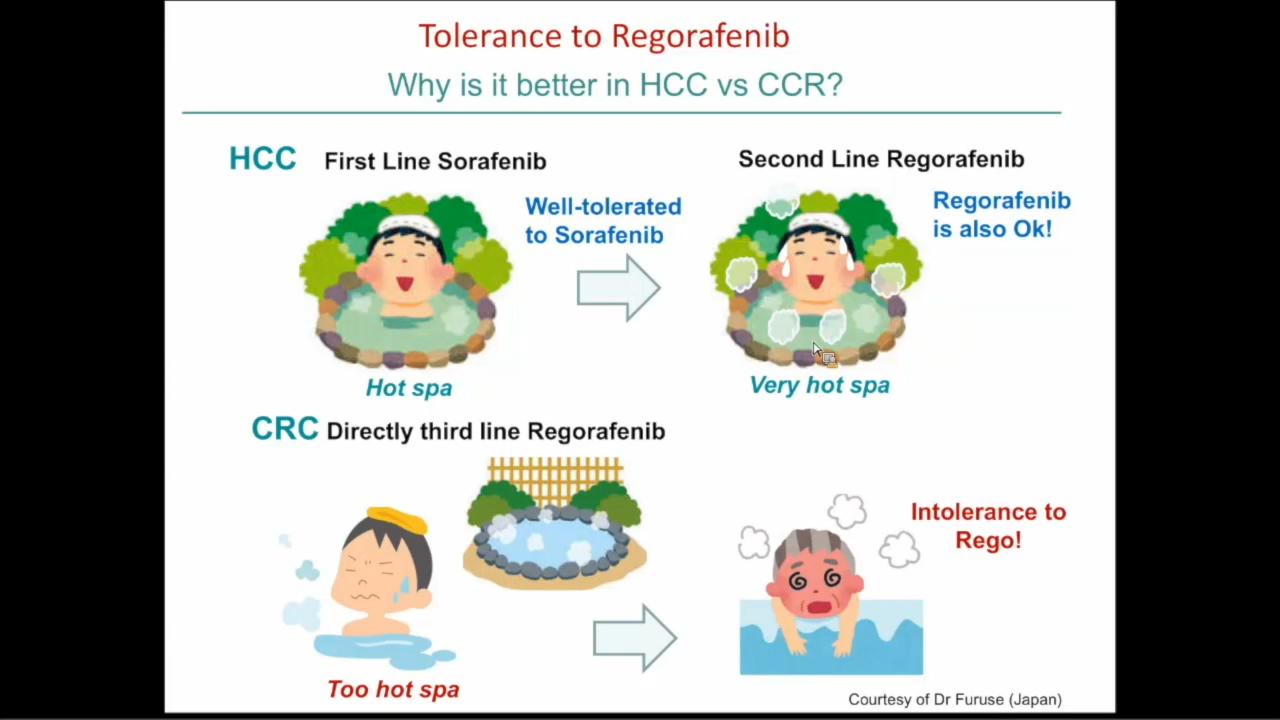 Tolerance to Regorafenib
Why is it better in HCC vs CCR?
HCC First Line Sorafenib
Second Line Regorafenib
Well-tolerated
to Sorafenib
Regorafenib
is also Ok!
Hot spa
Very hot spa
CRC Directly third line Regorafenib
Intolerance to
Rego!
Too hot spa
Courtesy of Dr Furuse (Japan)